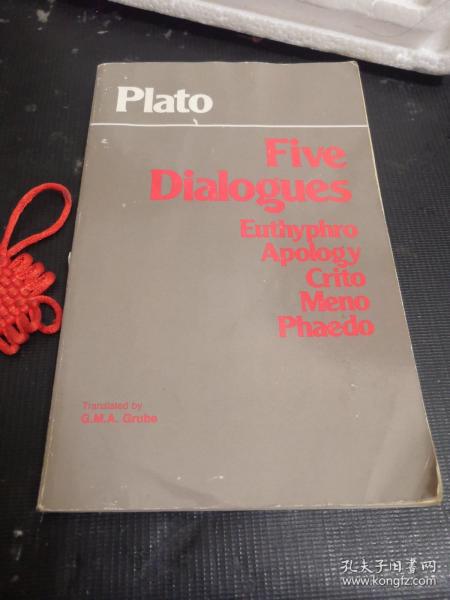 Plato
Five
Dialogues
Euthyphro
Apology
Crito
Meno
Phaedo
Translated by
G.M.A. Grube
孔夫子旧书网
www.kongfz.com